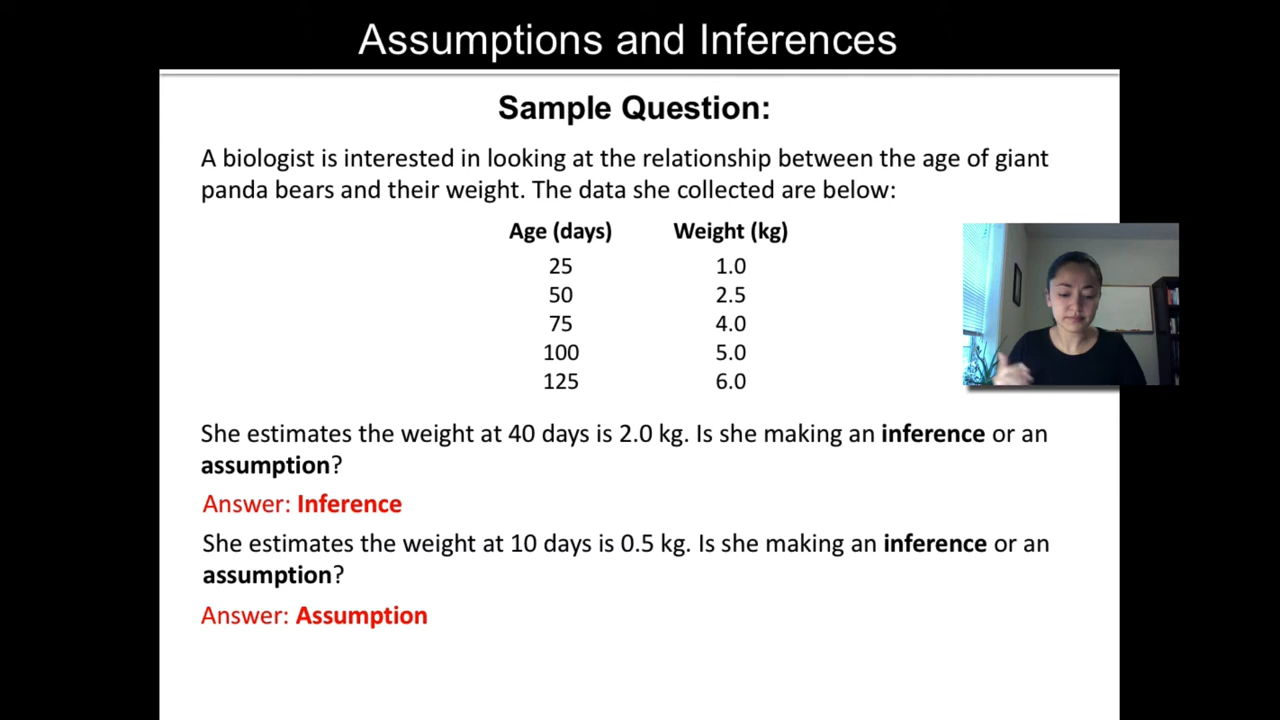 Assumptions and Inferences
Sample Question:
A biologist is interested in looking at the relationship between the age of giant
panda bears and their weight. The data she collected are below:
Age (days) Weight (kg)
25 1.0
50 2.5
75 4.0
100 5.0
125 6.0
She estimates the weight at 40 days is 2.0 kg. Is she making an inference or an
assumption?
Answer: Inference
She estimates the weight at 10 days is 0.5 kg. Is she making an inference or an
assumption?
Answer: Assumption